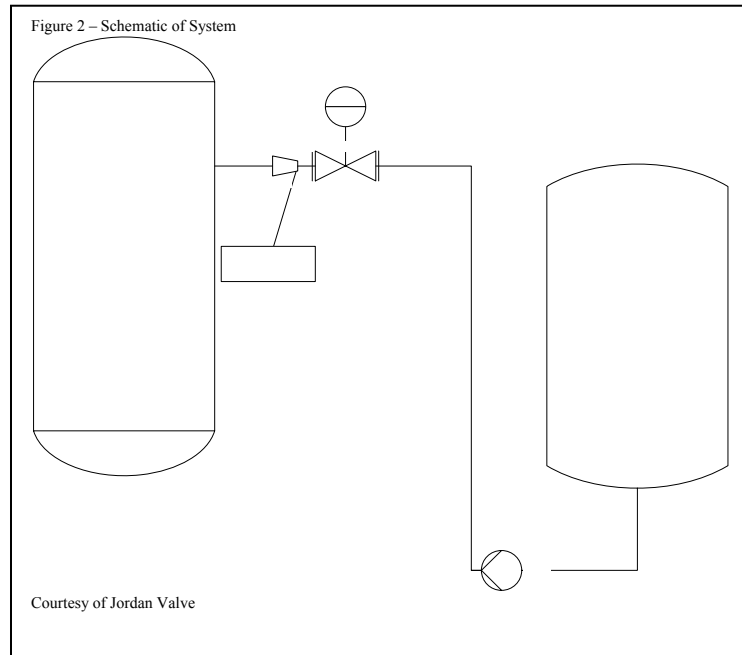 Figure 2 – Schematic of System
Courtesy of Jordan Valve